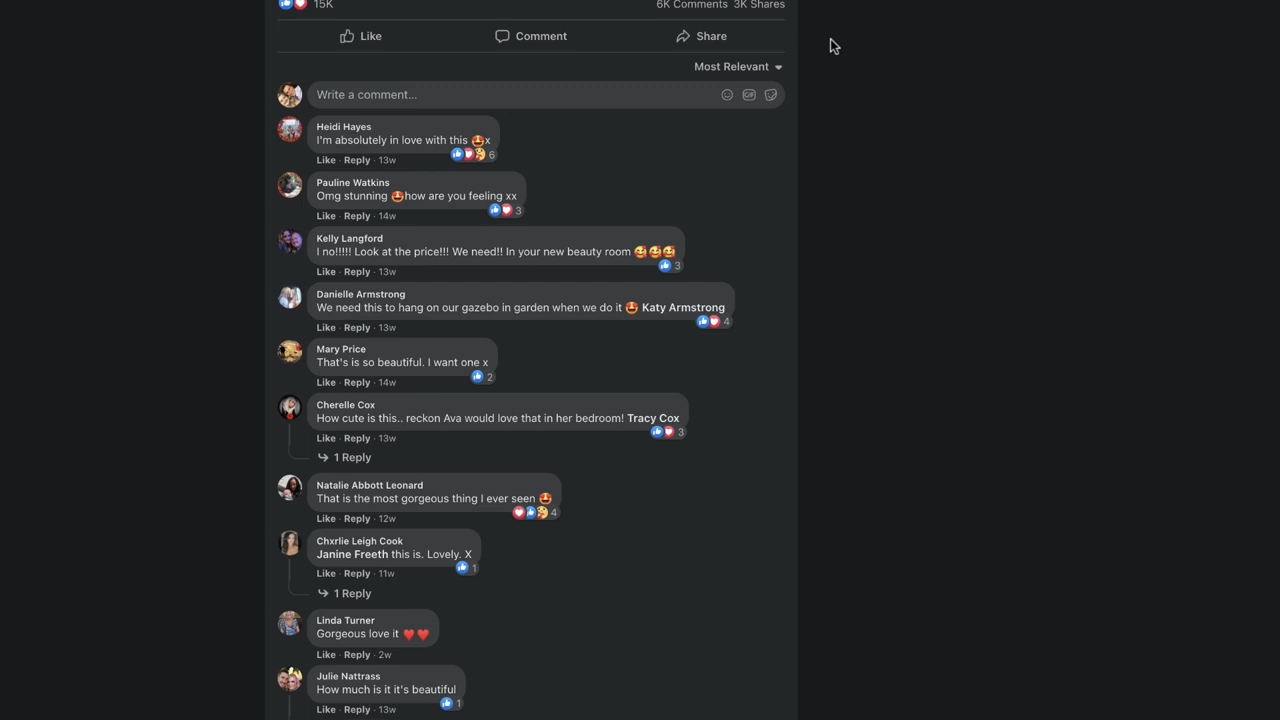 15K 6K Comments 3K Shares
Like Comment Share
Most Relevant
Write a comment...
Heidi Hayes
I'm absolutely in love with this 🤩x
6
Like · Reply · 13w
Pauline Watkins
Omg stunning 🤩how are you feeling xx
3
Like · Reply · 14w
Kelly Langford
I no!!!!! Look at the price!!! We need!! In your new beauty room 🥰🥰🥰
3
Like · Reply · 13w
Danielle Armstrong
We need this to hang on our gazebo in garden when we do it 🤩 Katy Armstrong
4
Like · Reply · 13w
Mary Price
That's is so beautiful. I want one x
2
Like · Reply · 14w
Cherelle Cox
How cute is this.. reckon Ava would love that in her bedroom! Tracy Cox
3
Like · Reply · 13w
1 Reply
Natalie Abbott Leonard
That is the most gorgeous thing I ever seen 🤩
4
Like · Reply · 12w
Chxrlie Leigh Cook
Janine Freeth this is. Lovely. X
1
Like · Reply · 11w
1 Reply
Linda Turner
Gorgeous love it ❤️❤️
Like · Reply · 2w
Julie Nattrass
How much is it it's beautiful
1
Like · Reply · 13w